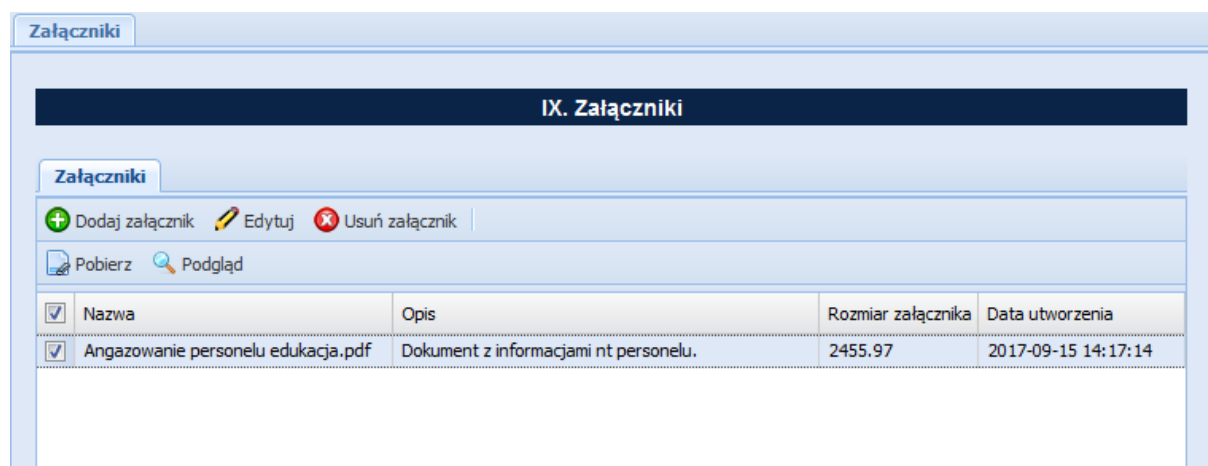 Załączniki
IX. Załączniki
Załączniki
Dodaj załącznik Edytuj Usuń załącznik
Pobierz Podgląd
Nazwa Opis Rozmiar załącznika Data utworzenia
Angazowanie personelu edukacja.pdf Dokument z informacjami nt personelu. 2455.97 2017-09-15 14:17:14